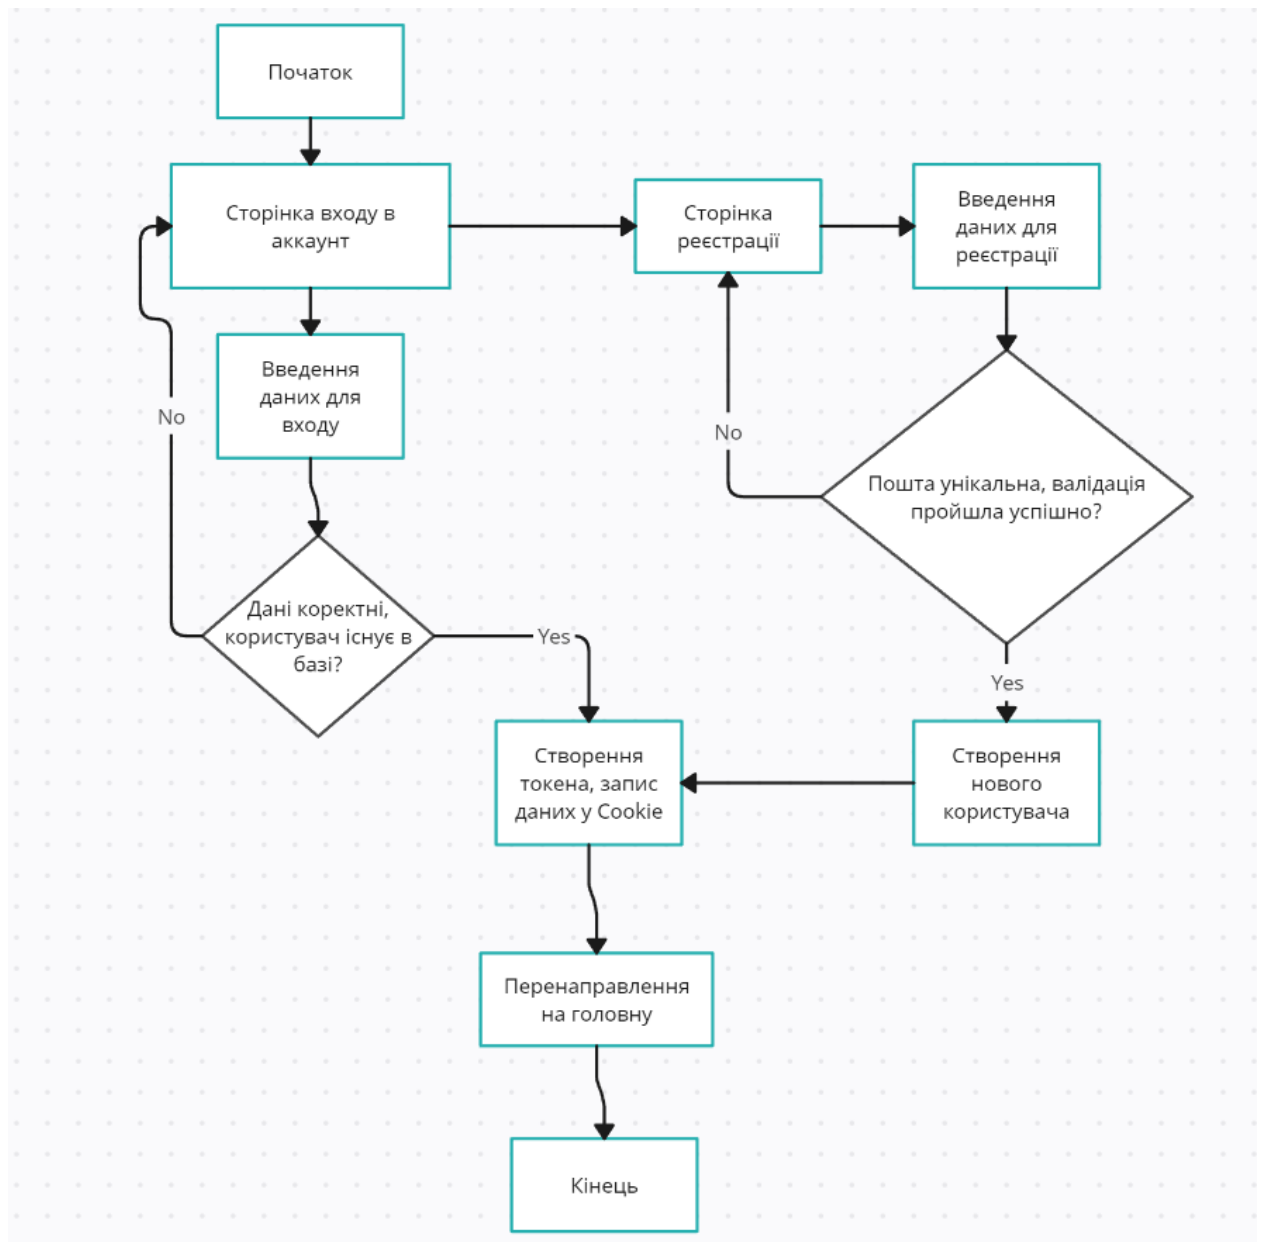 Початок
Сторінка входу в
аккаунт
Сторінка
реєстрації
Введення
даних для
реєстрації
Введення
даних для
входу
No
No
Пошта унікальна, валідація
пройшла успішно?
Дані коректні,
користувач існує в
базі?
Yes
Yes
Створення
токена, запис
даних у Cookie
Створення
нового
користувача
Перенаправлення
на головну
Кінець